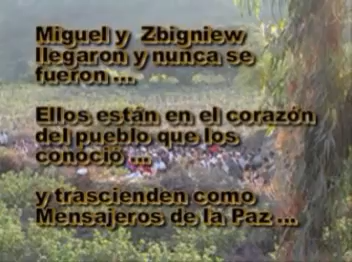 Miguel y Zbigniew
llegaron y nunca se
fueron ...
Ellos están en el corazón
del pueblo que los
conoció ...
y trascienden como
Mensajeros de la Paz ...